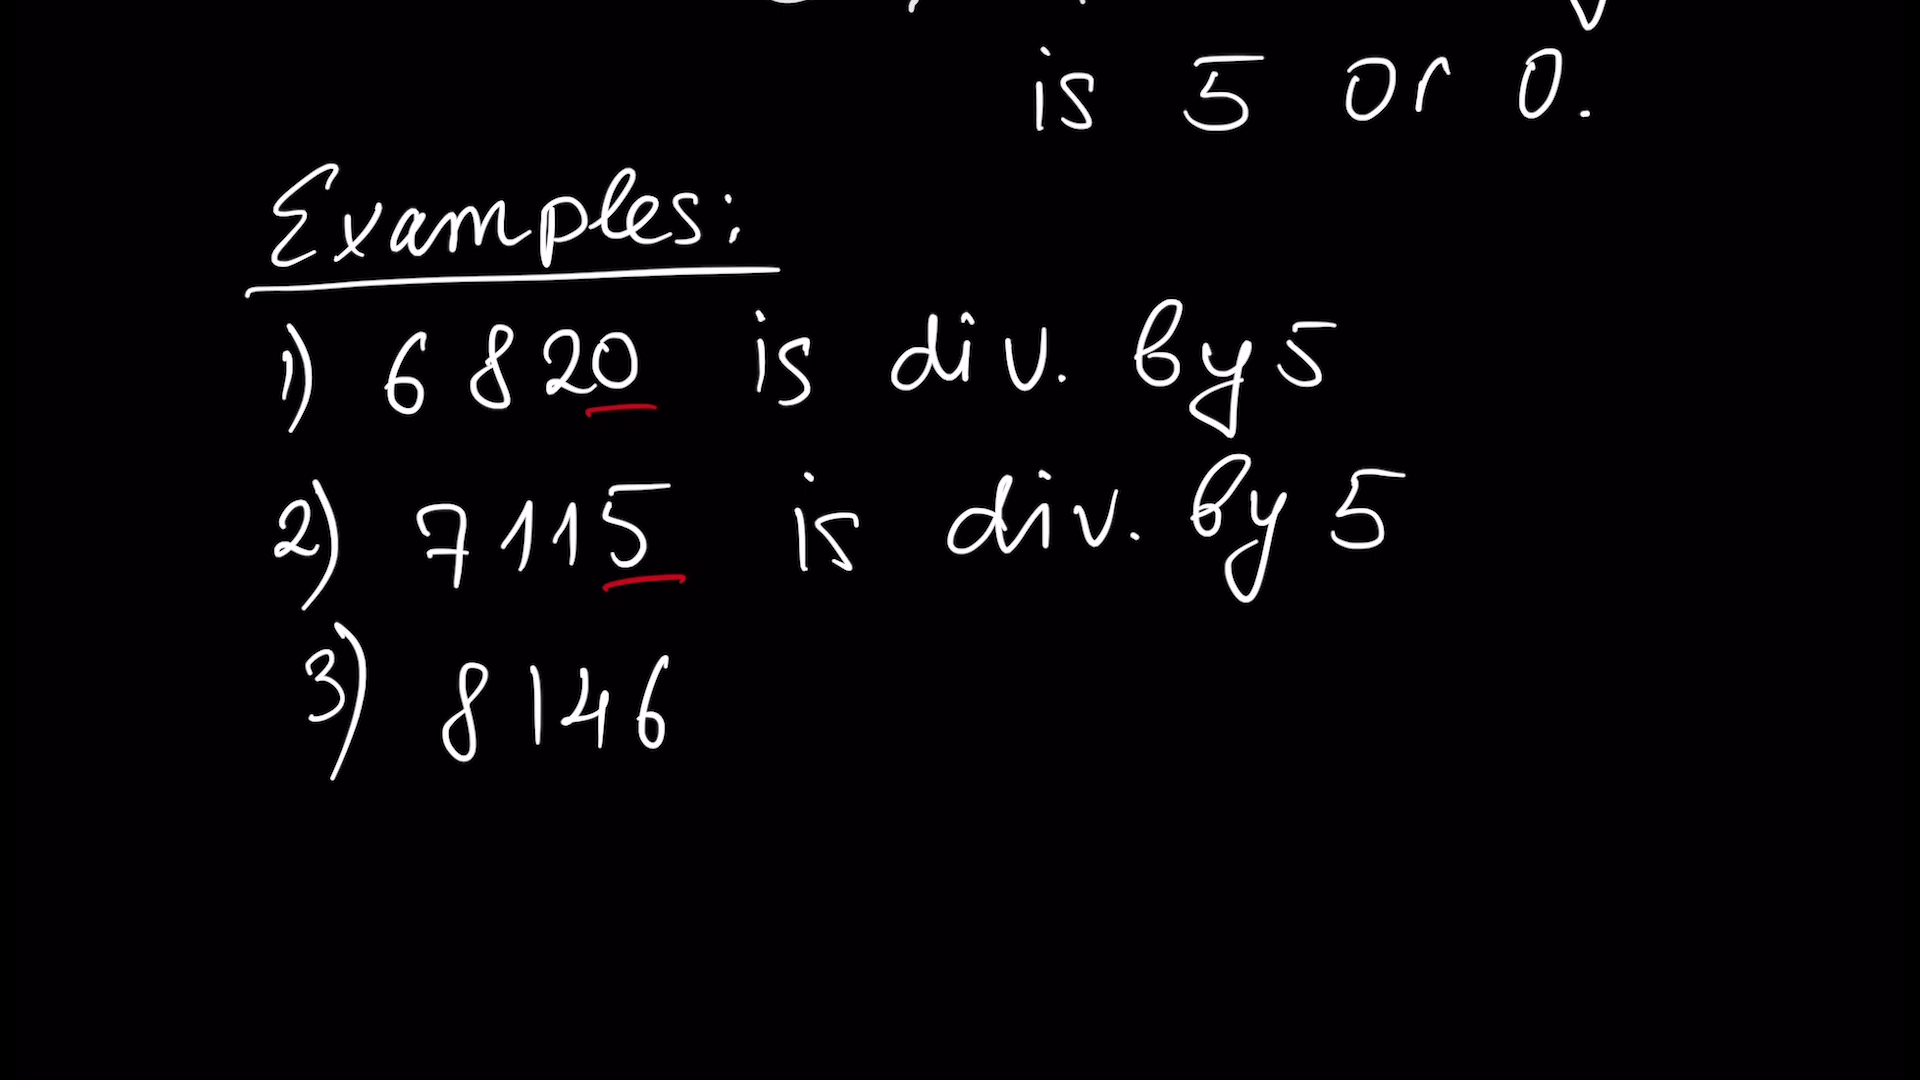 is 5 or 0.
Examples:
1) 6820 is div. by 5
2) 7115 is div. by 5
3) 8146